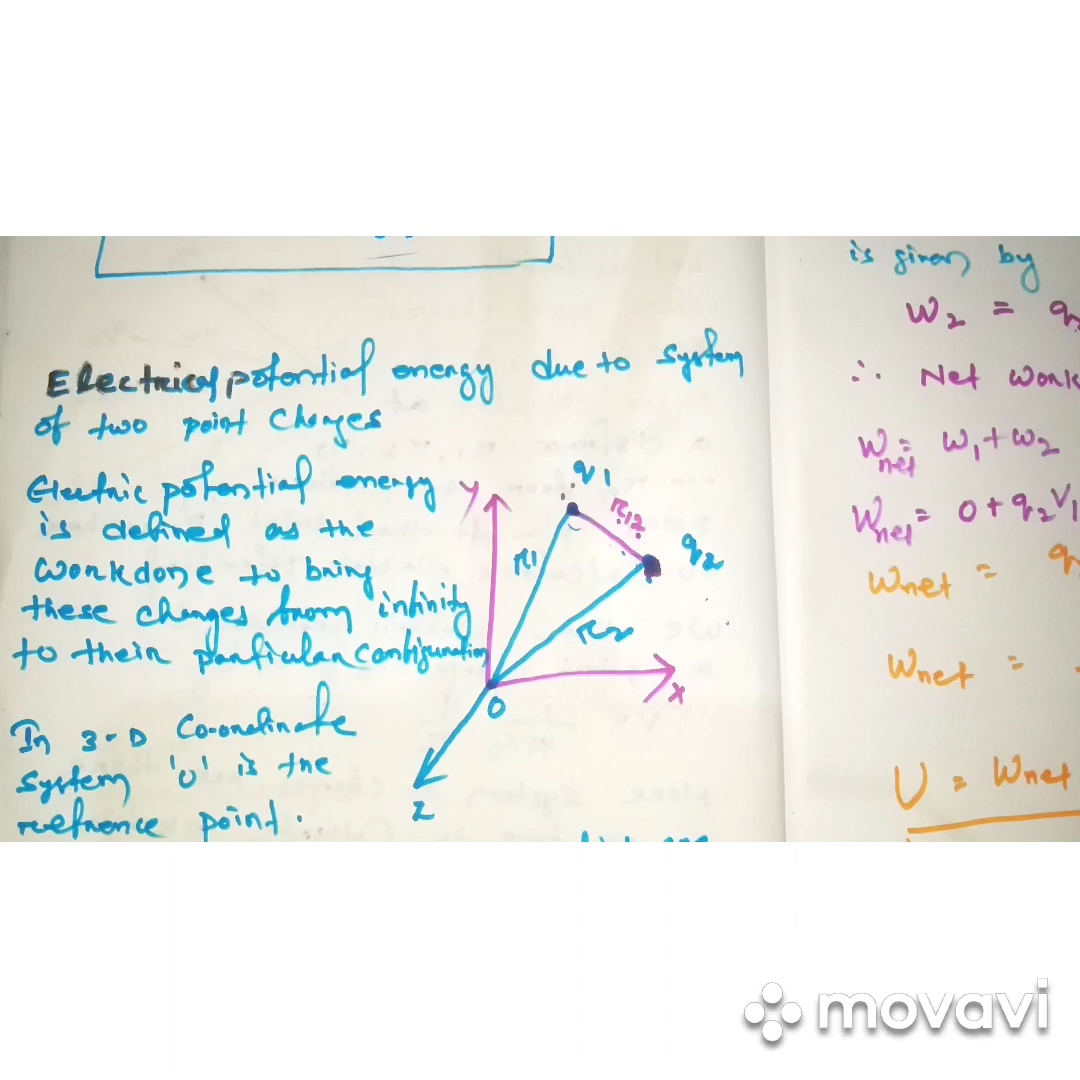 Electrical potential energy due to system
of two point charges
Electric potential energy
is defined as the
workdone to bring
these charges from infinity
to their particular configuration
In 3-D Co-ordinate
system 'O' is the
refrence point.
Y
q1
r12
q2
r1
r2
O
X
Z
is given by
W2 =
∴ Net work
Wnet = W1 + W2
Wnet = 0 + q2V1
Wnet =
Wnet =
U = Wnet
movavi